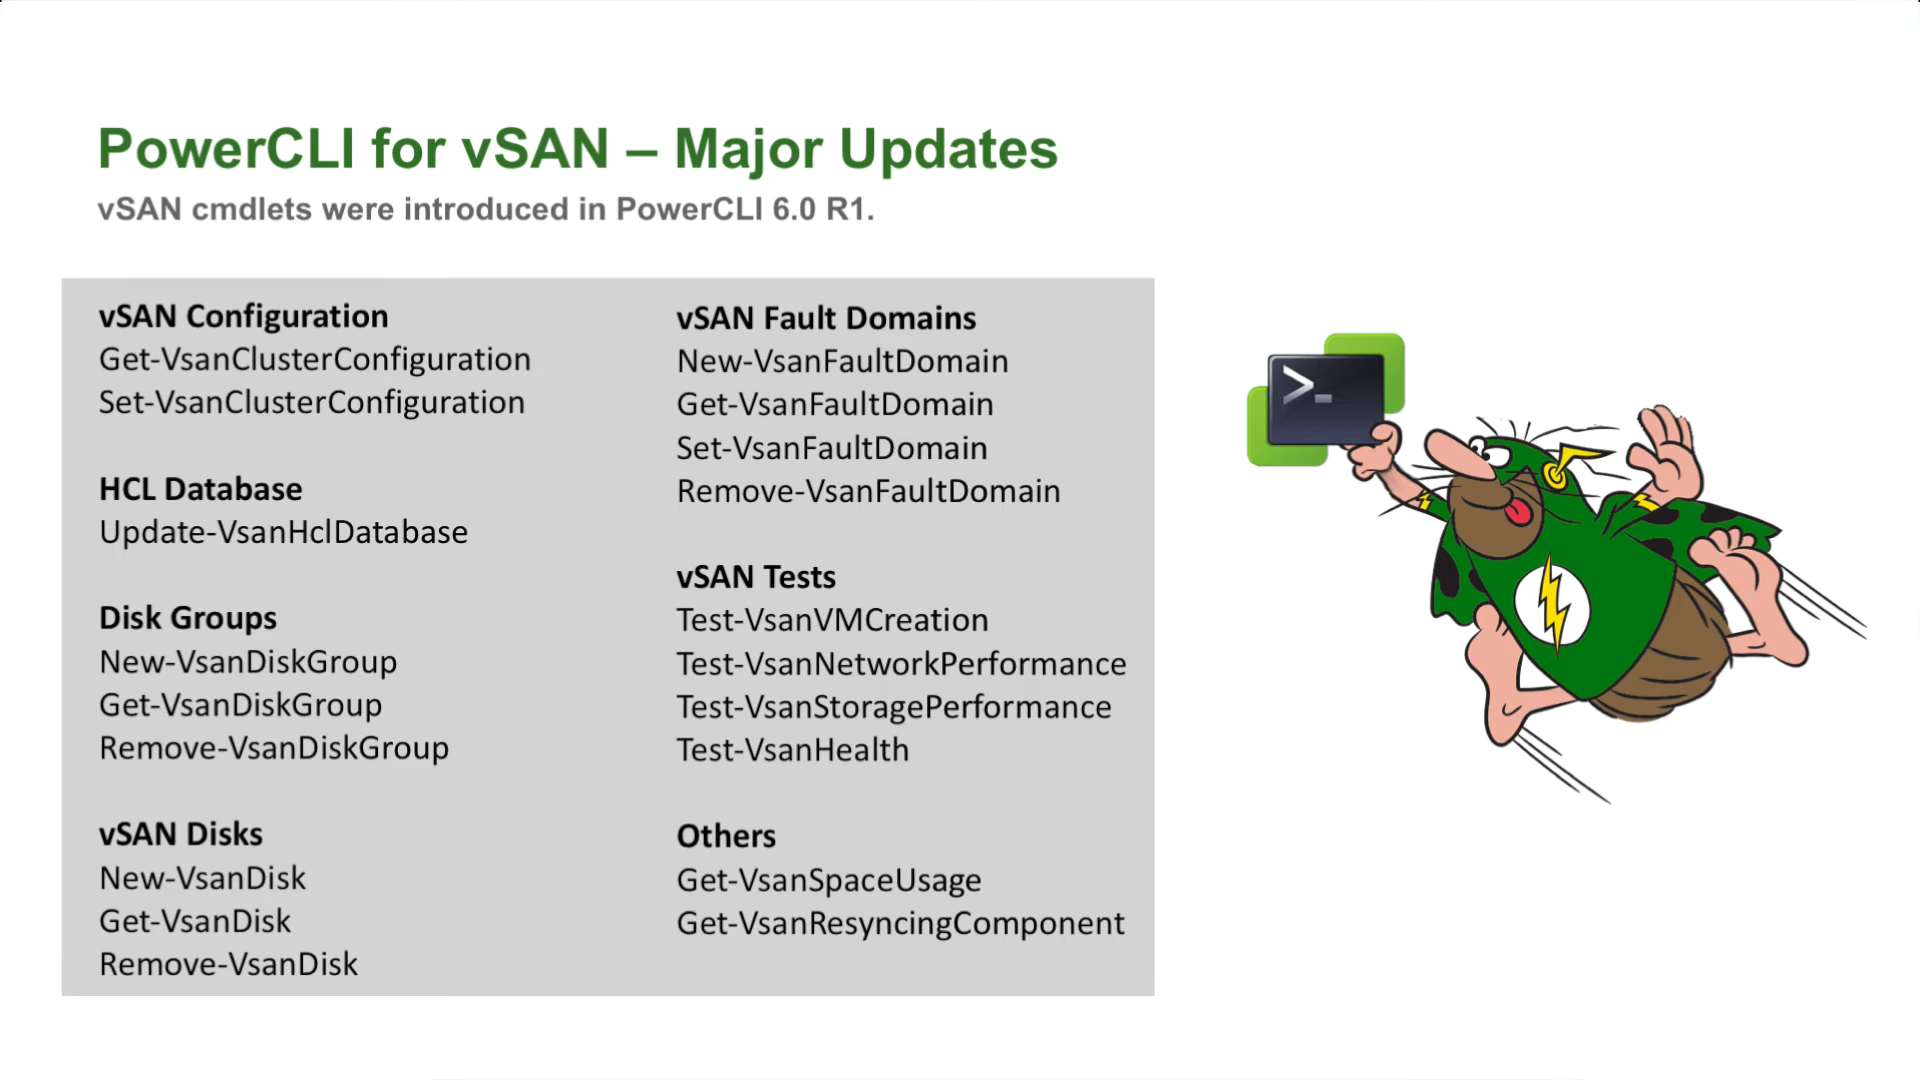 PowerCLI for vSAN – Major Updates
vSAN cmdlets were introduced in PowerCLI 6.0 R1.
vSAN Configuration
Get-VsanClusterConfiguration
Set-VsanClusterConfiguration
HCL Database
Update-VsanHclDatabase
Disk Groups
New-VsanDiskGroup
Get-VsanDiskGroup
Remove-VsanDiskGroup
vSAN Disks
New-VsanDisk
Get-VsanDisk
Remove-VsanDisk
vSAN Fault Domains
New-VsanFaultDomain
Get-VsanFaultDomain
Set-VsanFaultDomain
Remove-VsanFaultDomain
vSAN Tests
Test-VsanVMCreation
Test-VsanNetworkPerformance
Test-VsanStoragePerformance
Test-VsanHealth
Others
Get-VsanSpaceUsage
Get-VsanResyncingComponent
>_